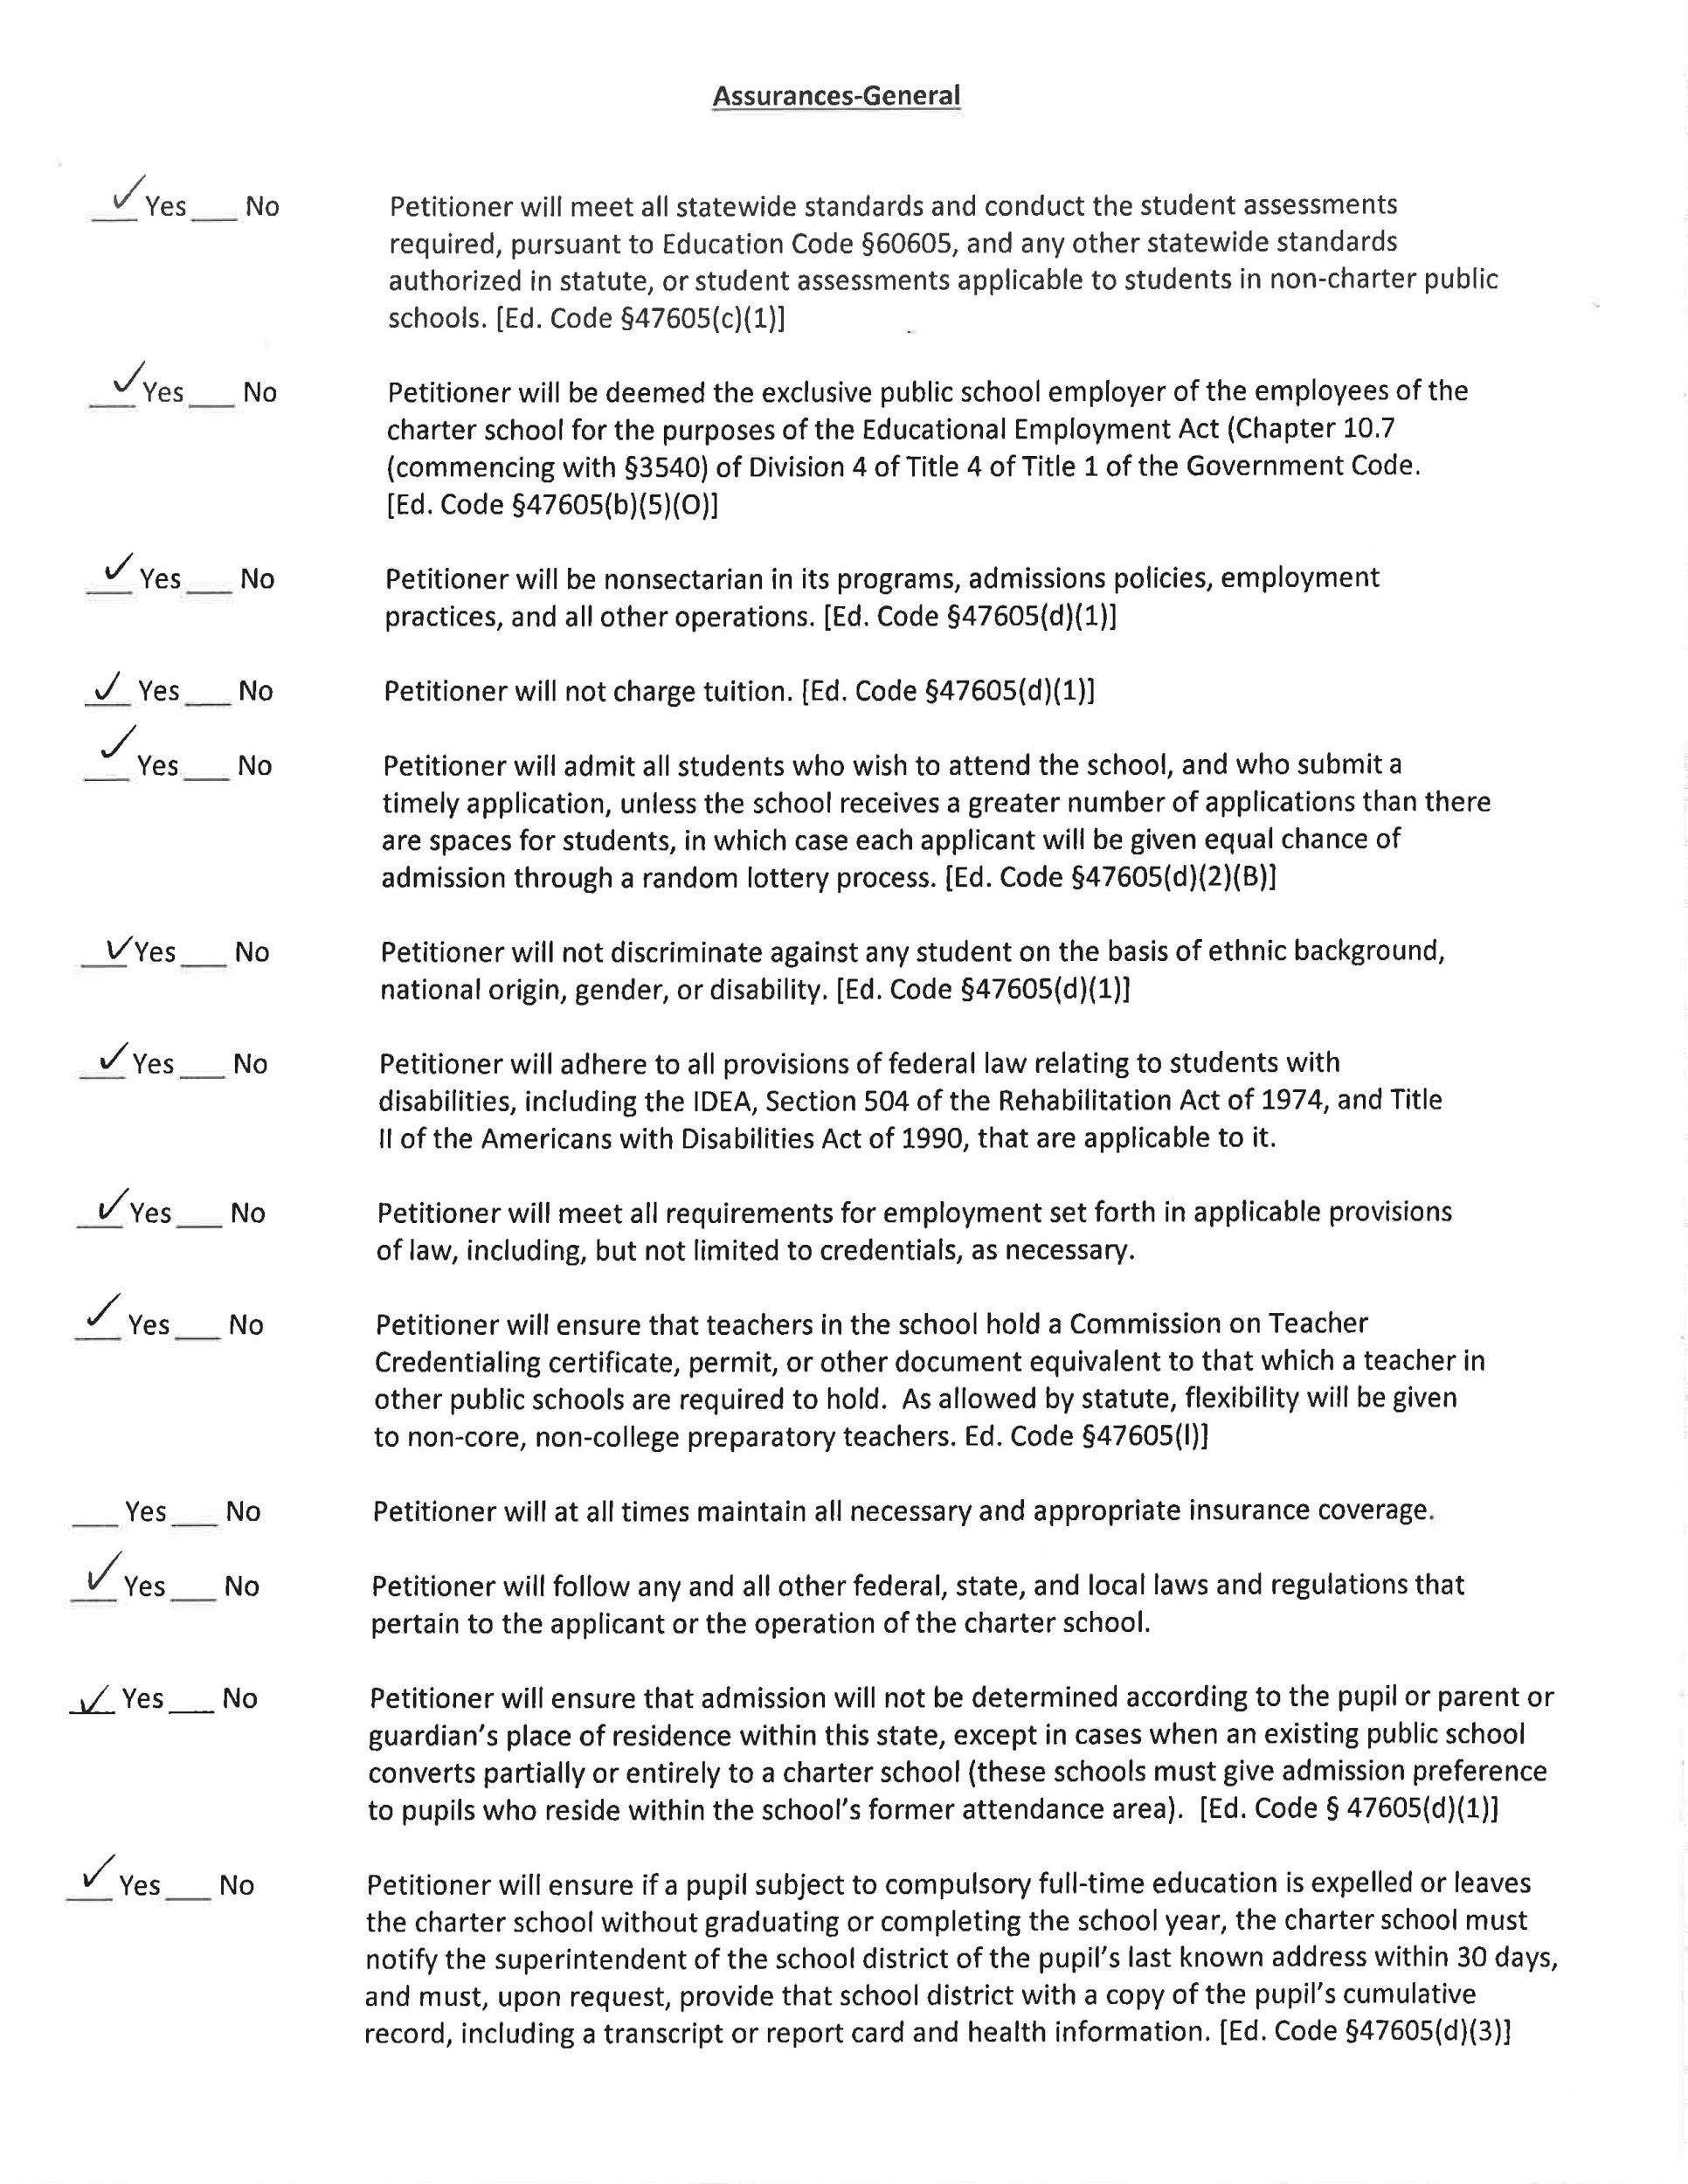 Assurances-General
✓ Yes ___ No Petitioner will meet all statewide standards and conduct the student assessments
required, pursuant to Education Code §60605, and any other statewide standards
authorized in statute, or student assessments applicable to students in non-charter public
schools. [Ed. Code §47605(c)(1)]
✓ Yes ___ No Petitioner will be deemed the exclusive public school employer of the employees of the
charter school for the purposes of the Educational Employment Act (Chapter 10.7
(commencing with §3540) of Division 4 of Title 4 of Title 1 of the Government Code.
[Ed. Code §47605(b)(5)(O)]
✓ Yes ___ No Petitioner will be nonsectarian in its programs, admissions policies, employment
practices, and all other operations. [Ed. Code §47605(d)(1)]
✓ Yes ___ No Petitioner will not charge tuition. [Ed. Code §47605(d)(1)]
✓ Yes ___ No Petitioner will admit all students who wish to attend the school, and who submit a
timely application, unless the school receives a greater number of applications than there
are spaces for students, in which case each applicant will be given equal chance of
admission through a random lottery process. [Ed. Code §47605(d)(2)(B)]
✓ Yes ___ No Petitioner will not discriminate against any student on the basis of ethnic background,
national origin, gender, or disability. [Ed. Code §47605(d)(1)]
✓ Yes ___ No Petitioner will adhere to all provisions of federal law relating to students with
disabilities, including the IDEA, Section 504 of the Rehabilitation Act of 1974, and Title
II of the Americans with Disabilities Act of 1990, that are applicable to it.
✓ Yes ___ No Petitioner will meet all requirements for employment set forth in applicable provisions
of law, including, but not limited to credentials, as necessary.
✓ Yes ___ No Petitioner will ensure that teachers in the school hold a Commission on Teacher
Credentialing certificate, permit, or other document equivalent to that which a teacher in
other public schools are required to hold. As allowed by statute, flexibility will be given
to non-core, non-college preparatory teachers. Ed. Code §47605(l)]
___ Yes ___ No Petitioner will at all times maintain all necessary and appropriate insurance coverage.
✓ Yes ___ No Petitioner will follow any and all other federal, state, and local laws and regulations that
pertain to the applicant or the operation of the charter school.
✓ Yes ___ No Petitioner will ensure that admission will not be determined according to the pupil or parent or
guardian's place of residence within this state, except in cases when an existing public school
converts partially or entirely to a charter school (these schools must give admission preference
to pupils who reside within the school's former attendance area). [Ed. Code § 47605(d)(1)]
✓ Yes ___ No Petitioner will ensure if a pupil subject to compulsory full-time education is expelled or leaves
the charter school without graduating or completing the school year, the charter school must
notify the superintendent of the school district of the pupil's last known address within 30 days,
and must, upon request, provide that school district with a copy of the pupil's cumulative
record, including a transcript or report card and health information. [Ed. Code §47605(d)(3)]